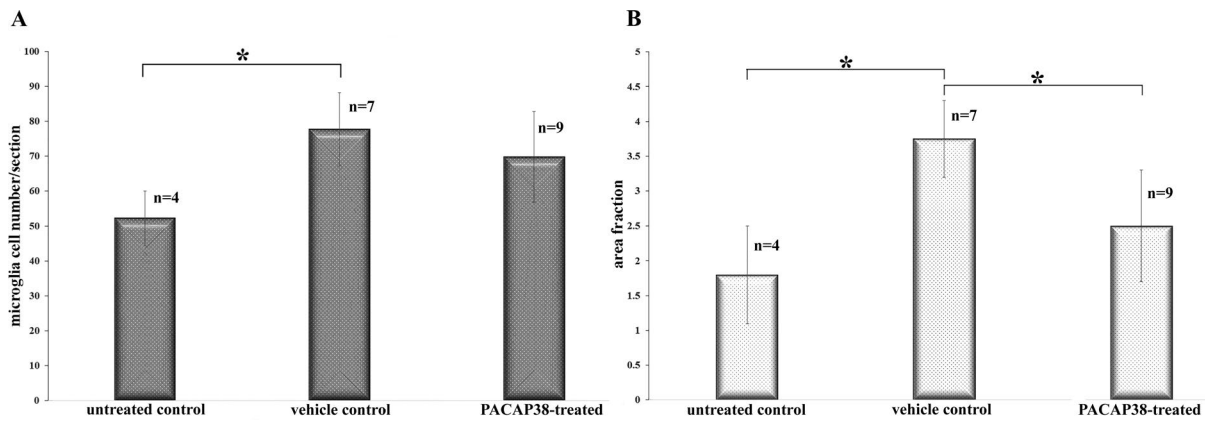 A
microglia cell number/section
100
90
80
70
60
50
40
30
20
10
0
*
n=4
n=7
n=9
untreated control
vehicle control
PACAP38-treated
B
area fraction
5
4.5
4
3.5
3
2.5
2
1.5
1
0.5
0
*
*
n=4
n=7
n=9
untreated control
vehicle control
PACAP38-treated